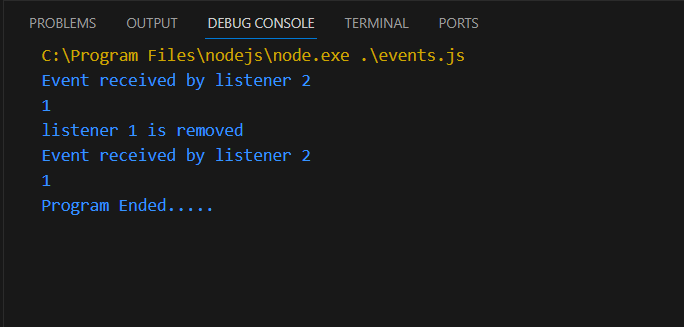 PROBLEMS OUTPUT DEBUG CONSOLE TERMINAL PORTS
C:\Program Files\nodejs\node.exe .\events.js
Event received by listener 2
1
listener 1 is removed
Event received by listener 2
1
Program Ended.....